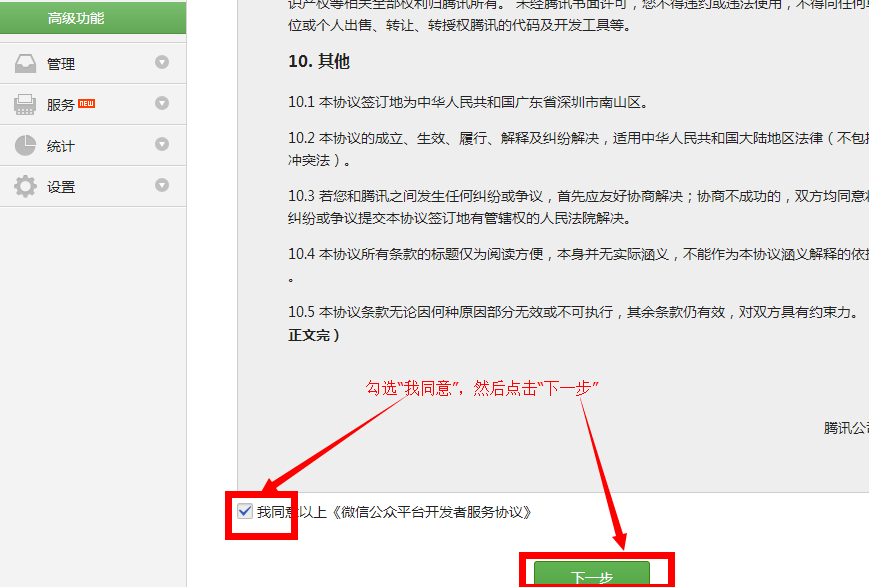 高级功能
管理
服务 NEW
统计
设置
识产权等相关全部权利归腾讯所有。 未经腾讯书面许可，您不得违约或违法使用，不得向任何
位或个人出售、转让、转授权腾讯的代码及开发工具等。
10. 其他
10.1 本协议签订地为中华人民共和国广东省深圳市南山区。
10.2 本协议的成立、生效、履行、解释及纠纷解决，适用中华人民共和国大陆地区法律（不包
冲突法）。
10.3 若您和腾讯之间发生任何纠纷或争议，首先应友好协商解决；协商不成功的，双方均同意
纠纷或争议提交本协议签订地有管辖权的人民法院解决。
10.4 本协议所有条款的标题仅为阅读方便，本身并无实际涵义，不能作为本协议涵义解释的依
。
10.5 本协议条款无论因何种原因部分无效或不可执行，其余条款仍有效，对双方具有约束力。
正文完）
勾选“我同意”，然后点击“下一步”
腾讯公
我同意以上《微信公众平台开发者服务协议》
下一步